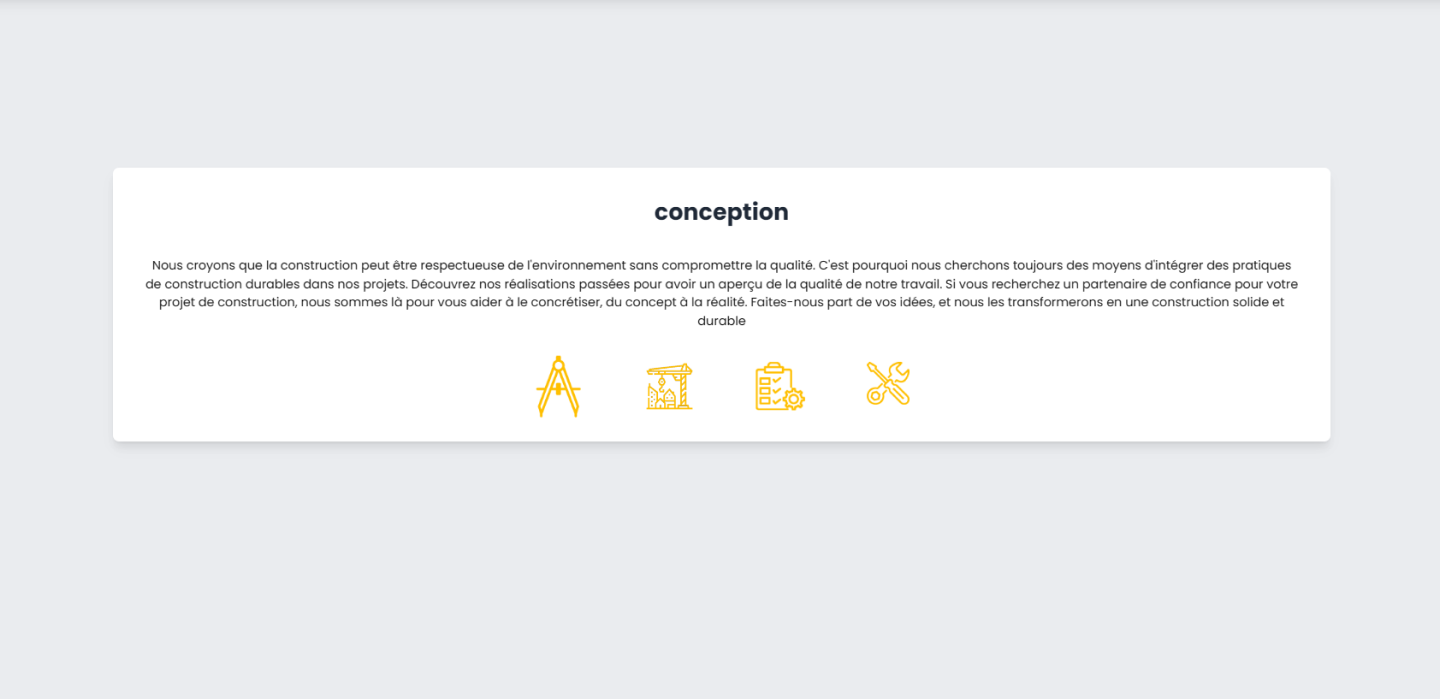 conception
Nous croyons que la construction peut être respectueuse de l'environnement sans compromettre la qualité. C'est pourquoi nous cherchons toujours des moyens d'intégrer des pratiques
de construction durables dans nos projets. Découvrez nos réalisations passées pour avoir un aperçu de la qualité de notre travail. Si vous recherchez un partenaire de confiance pour votre
projet de construction, nous sommes là pour vous aider à le concrétiser, du concept à la réalité. Faites-nous part de vos idées, et nous les transformerons en une construction solide et
durable